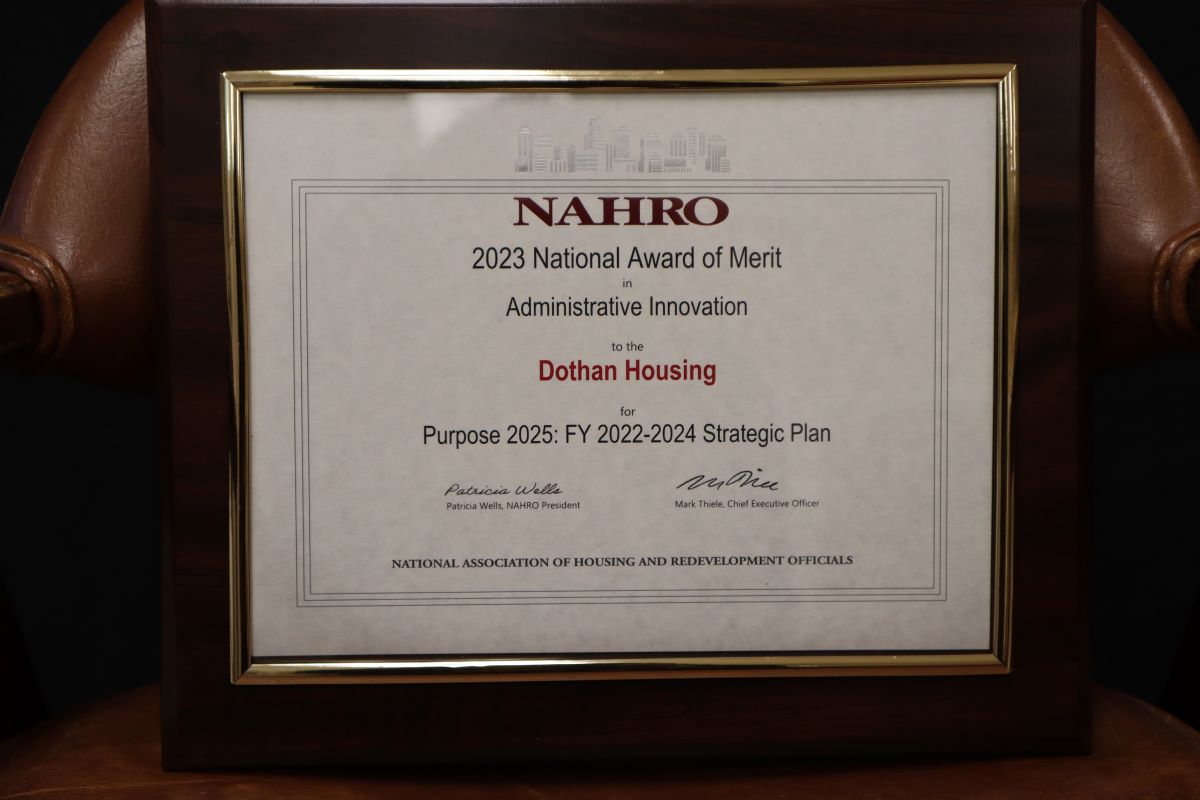 NAHRO
2023 National Award of Merit
in
Administrative Innovation
to the
Dothan Housing
for
Purpose 2025: FY 2022-2024 Strategic Plan
Patricia Wells
Patricia Wells, NAHRO President
Mark Thiele, Chief Executive Officer
NATIONAL ASSOCIATION OF HOUSING AND REDEVELOPMENT OFFICIALS